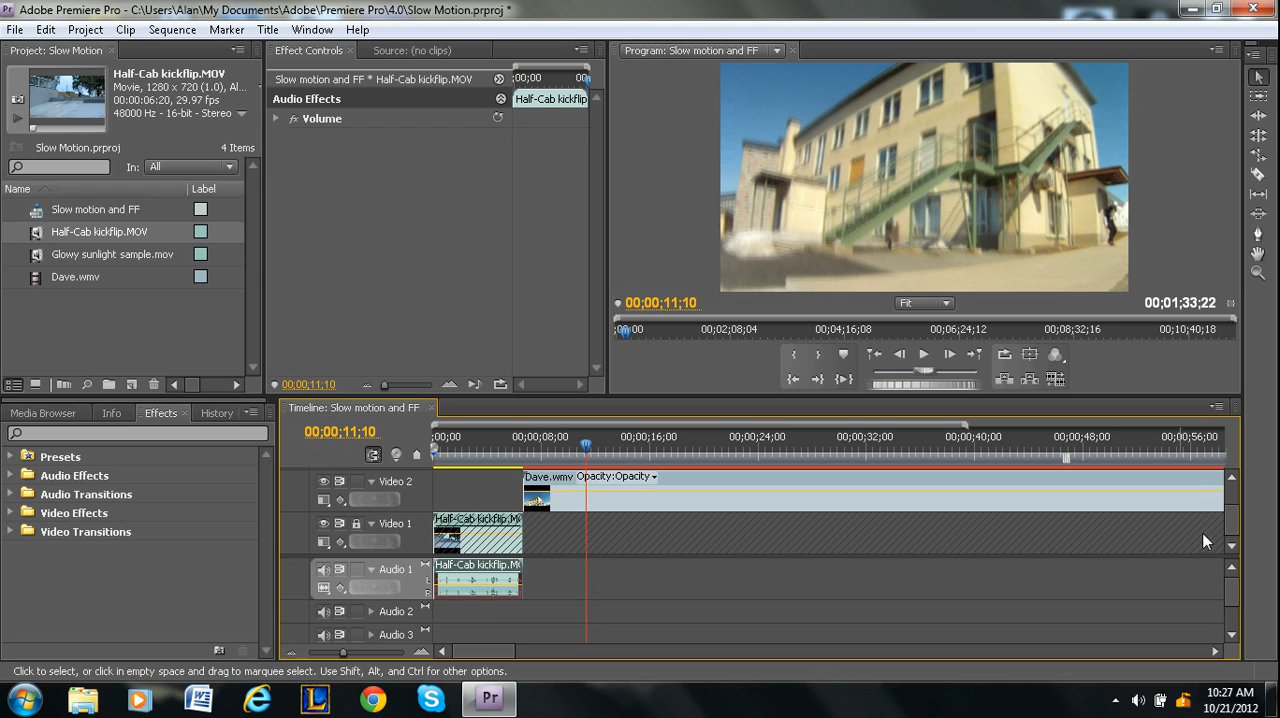 Adobe Premiere Pro - C:\Users\Alan\My Documents\Adobe\Premiere Pro\4.0\Slow Motion.prproj *
File Edit Project Clip Sequence Marker Title Window Help
Project: Slow Motion
Half-Cab kickflip.MOV
Movie, 1280 x 720 (1.0), Al...
00:00:06:20, 29.97 fps
48000 Hz - 16-bit - Stereo
Slow Motion.prproj 4 Items
In: All
Name Label
Slow motion and FF
Half-Cab kickflip.MOV
Glowy sunlight sample.mov
Dave.wmv
Effect Controls Source: (no clips)
Slow motion and FF * Half-Cab kickflip.MOV ;00;00 00;
Audio Effects Half-Cab kickflip
fx Volume
00;00;11;10
Program: Slow motion and FF
00;00;11;10 Fit 00;01;33;22
;00;00 00;02;08;04 00;04;16;08 00;06;24;12 00;08;32;16 00;10;40;18
Media Browser Info Effects History
Presets
Audio Effects
Audio Transitions
Video Effects
Video Transitions
Timeline: Slow motion and FF
00;00;11;10 ;00;00 00;00;08;00 00;00;16;00 00;00;24;00 00;00;32;00 00;00;40;00 00;00;48;00 00;00;56;00
Video 2 Dave.wmv Opacity:Opacity
Video 1 Half-Cab kickflip.M
Audio 1 Half-Cab kickflip.M
L
R
Audio 2
Audio 3
Click to select, or click in empty space and drag to marquee select. Use Shift, Alt, and Ctrl for other options.
Pr
10:27 AM
10/21/2012